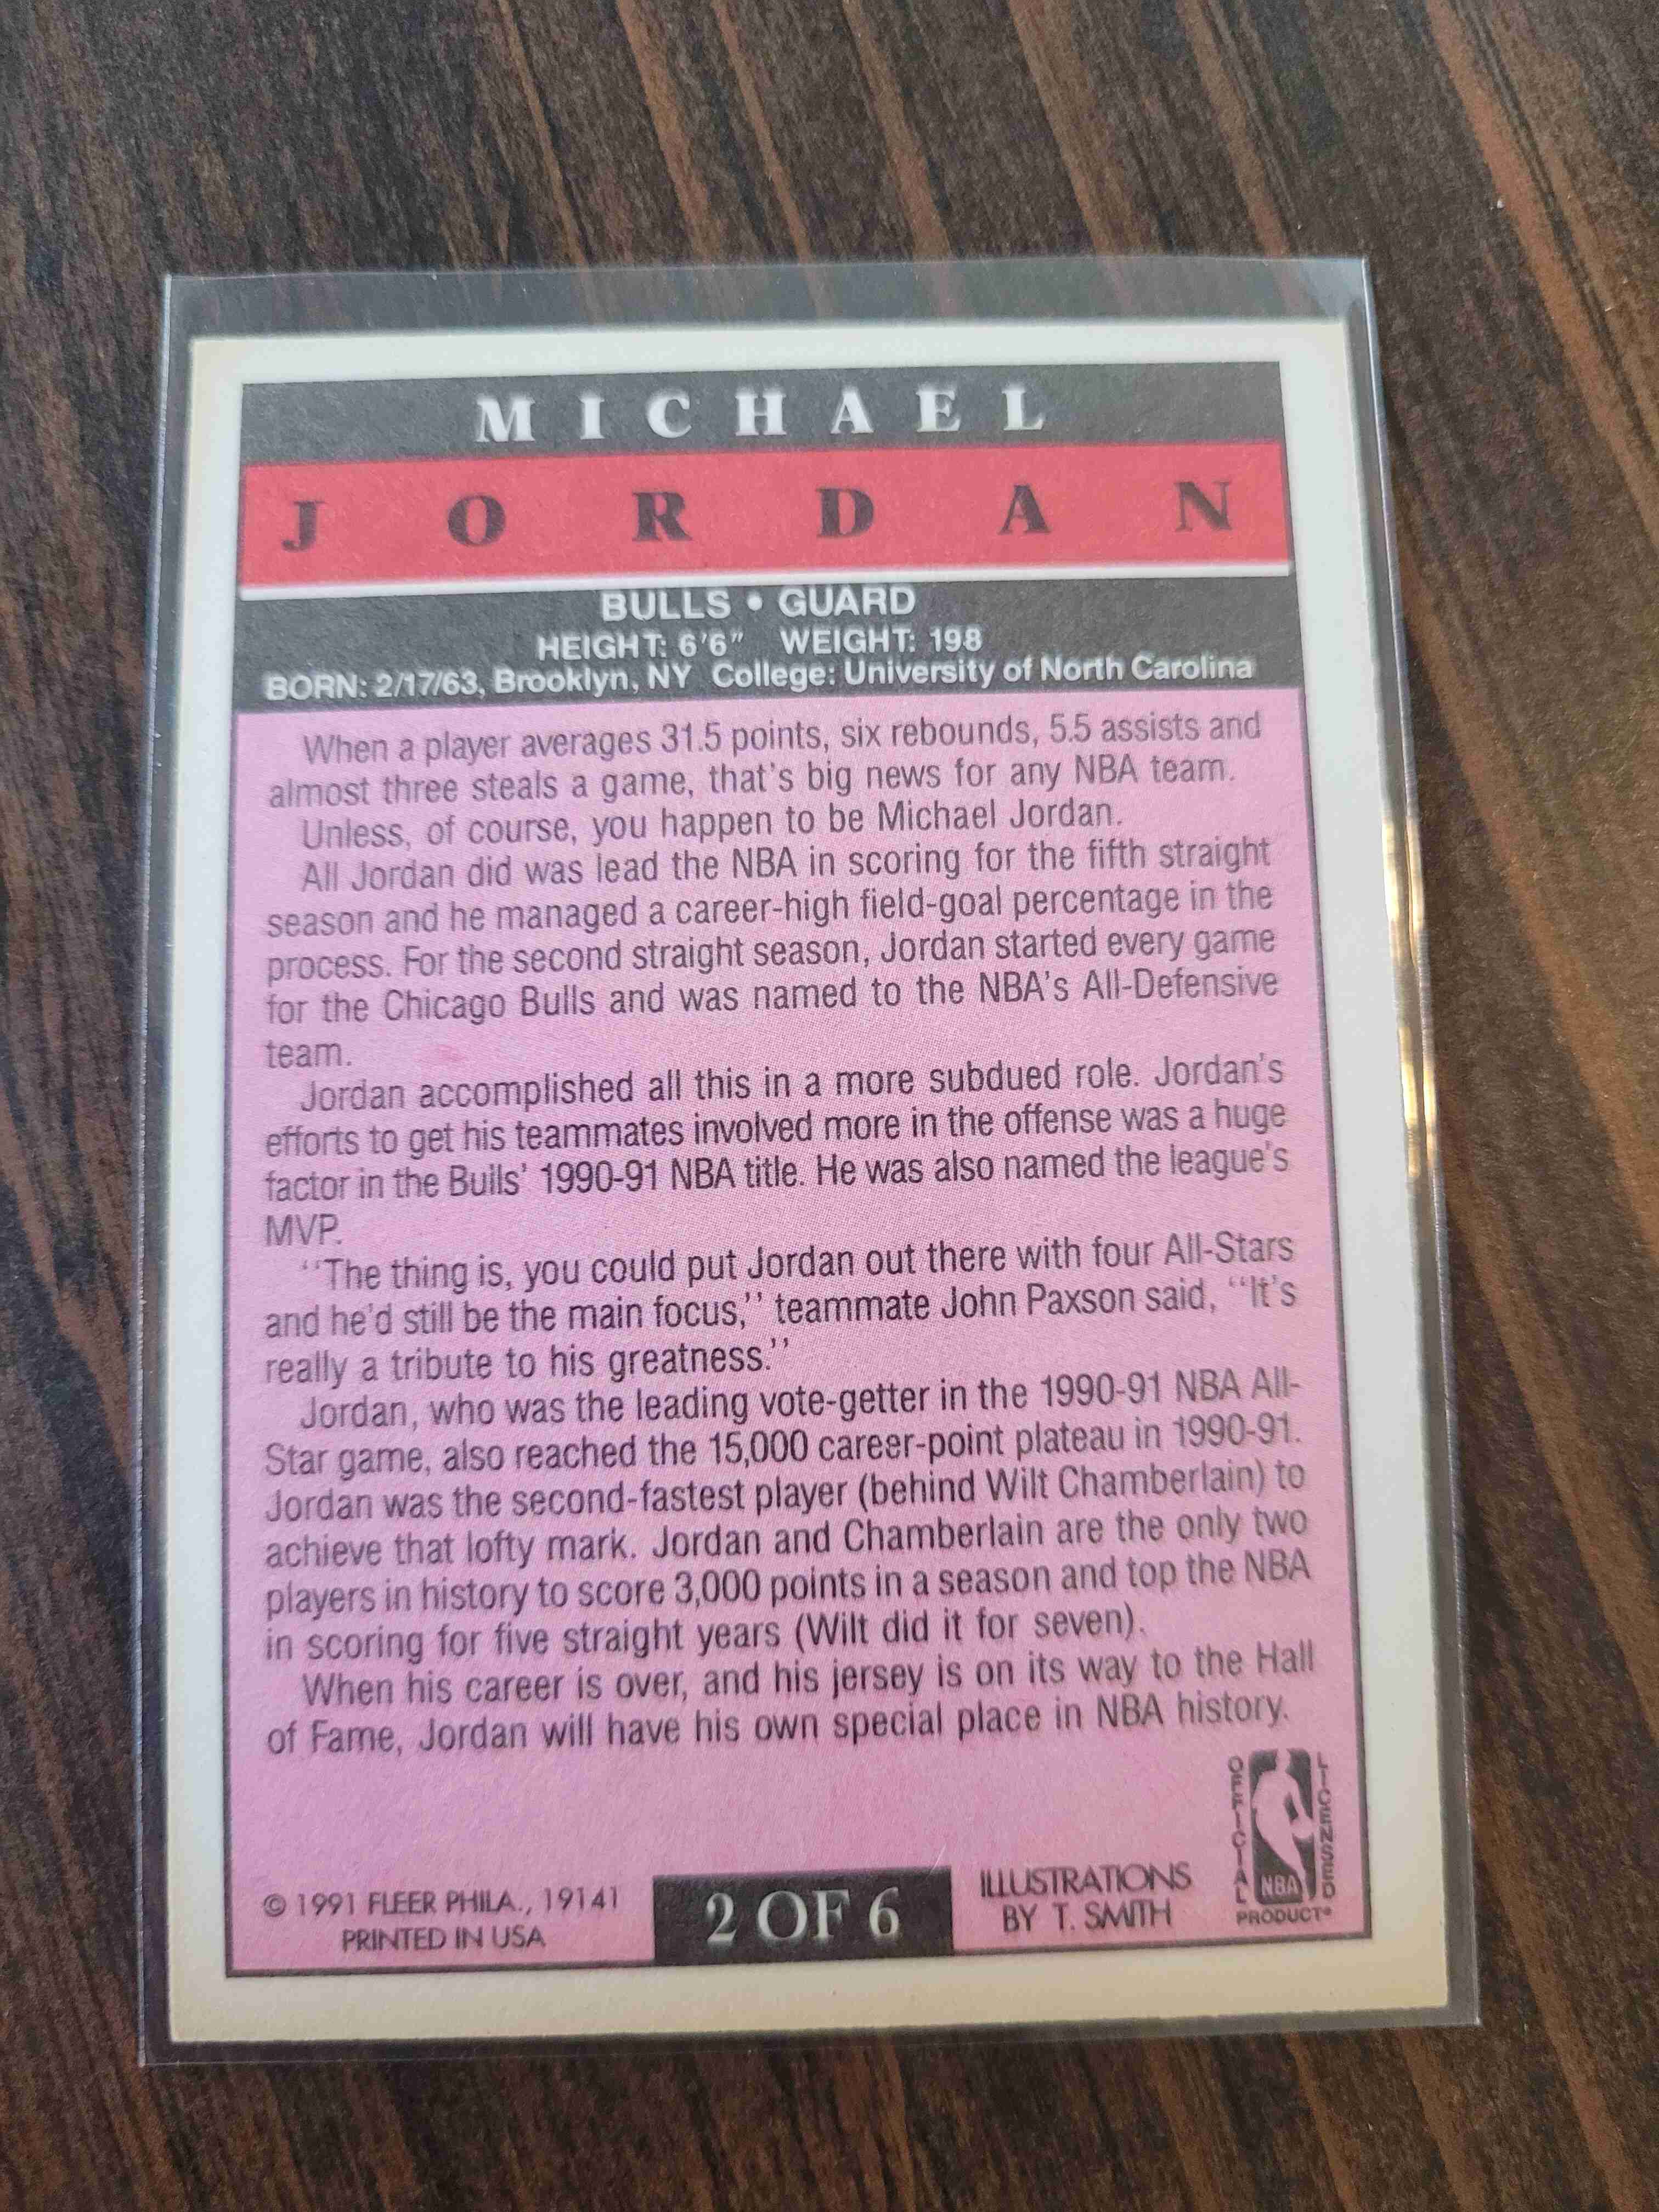 MICHAEL
JORDAN
BULLS • GUARD
HEIGHT: 6'6" WEIGHT: 198
BORN: 2/17/63, Brooklyn, NY College: University of North Carolina
When a player averages 31.5 points, six rebounds, 5.5 assists and
almost three steals a game, that's big news for any NBA team.
Unless, of course, you happen to be Michael Jordan.
All Jordan did was lead the NBA in scoring for the fifth straight
season and he managed a career-high field-goal percentage in the
process. For the second straight season, Jordan started every game
for the Chicago Bulls and was named to the NBA's All-Defensive
team.
Jordan accomplished all this in a more subdued role. Jordan's
efforts to get his teammates involved more in the offense was a huge
factor in the Bulls' 1990-91 NBA title. He was also named the league's
MVP.
‘‘The thing is, you could put Jordan out there with four All-Stars
and he'd still be the main focus,’’ teammate John Paxson said, ‘‘It's
really a tribute to his greatness.’’
Jordan, who was the leading vote-getter in the 1990-91 NBA All-
Star game, also reached the 15,000 career-point plateau in 1990-91.
Jordan was the second-fastest player (behind Wilt Chamberlain) to
achieve that lofty mark. Jordan and Chamberlain are the only two
players in history to score 3,000 points in a season and top the NBA
in scoring for five straight years (Wilt did it for seven).
When his career is over, and his jersey is on its way to the Hall
of Fame, Jordan will have his own special place in NBA history.
© 1991 FLEER PHILA., 19141
PRINTED IN USA
2 OF 6
ILLUSTRATIONS
BY T. SMITH
OFFICIAL
NBA
LICENSED
PRODUCT®